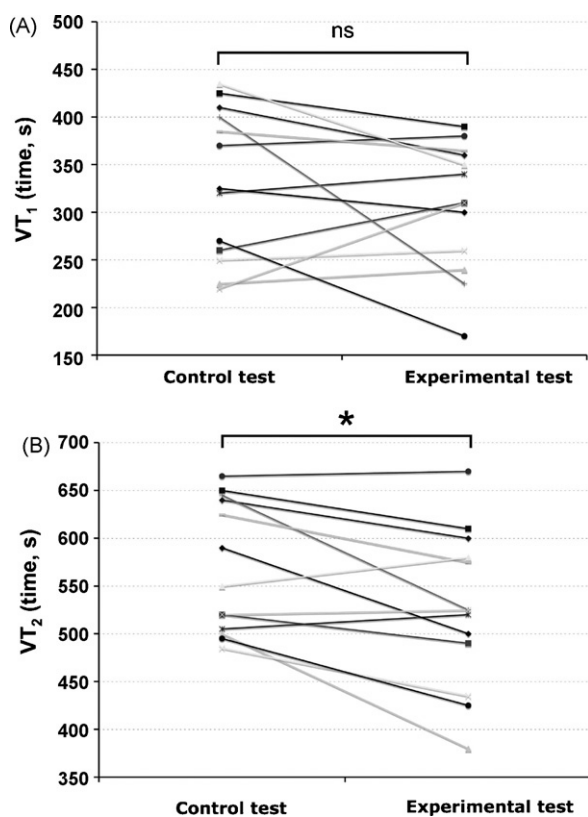 (A)
ns
500
450
400
350
300
250
200
150
VT₁ (time, s)
Control test Experimental test
(B)
*
700
650
600
550
500
450
400
350
VT₂ (time, s)
Control test Experimental test